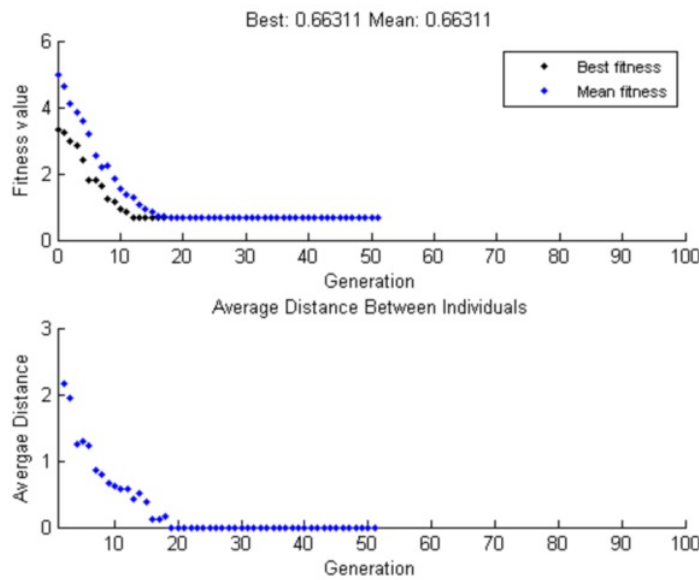 Best: 0.66311 Mean: 0.66311
6
4
2
0
Fitness value
Best fitness
Mean fitness
0 10 20 30 40 50 60 70 80 90 100
Generation
Average Distance Between Individuals
3
2
1
0
Avergae Distance
10 20 30 40 50 60 70 80 90 100
Generation